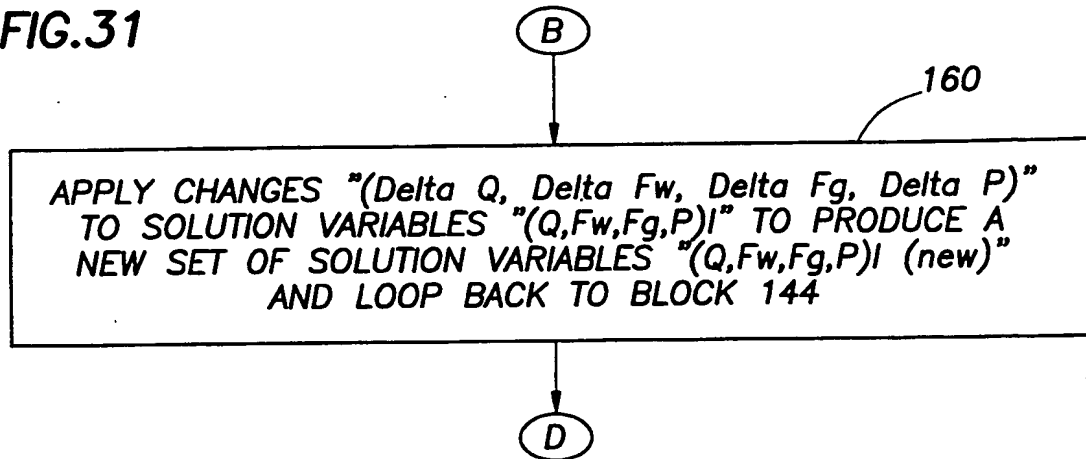 FIG.31
B
160
APPLY CHANGES "(Delta Q, Delta Fw, Delta Fg, Delta P)"
TO SOLUTION VARIABLES "(Q,Fw,Fg,P)I" TO PRODUCE A
NEW SET OF SOLUTION VARIABLES "(Q,Fw,Fg,P)I (new)"
AND LOOP BACK TO BLOCK 144
D